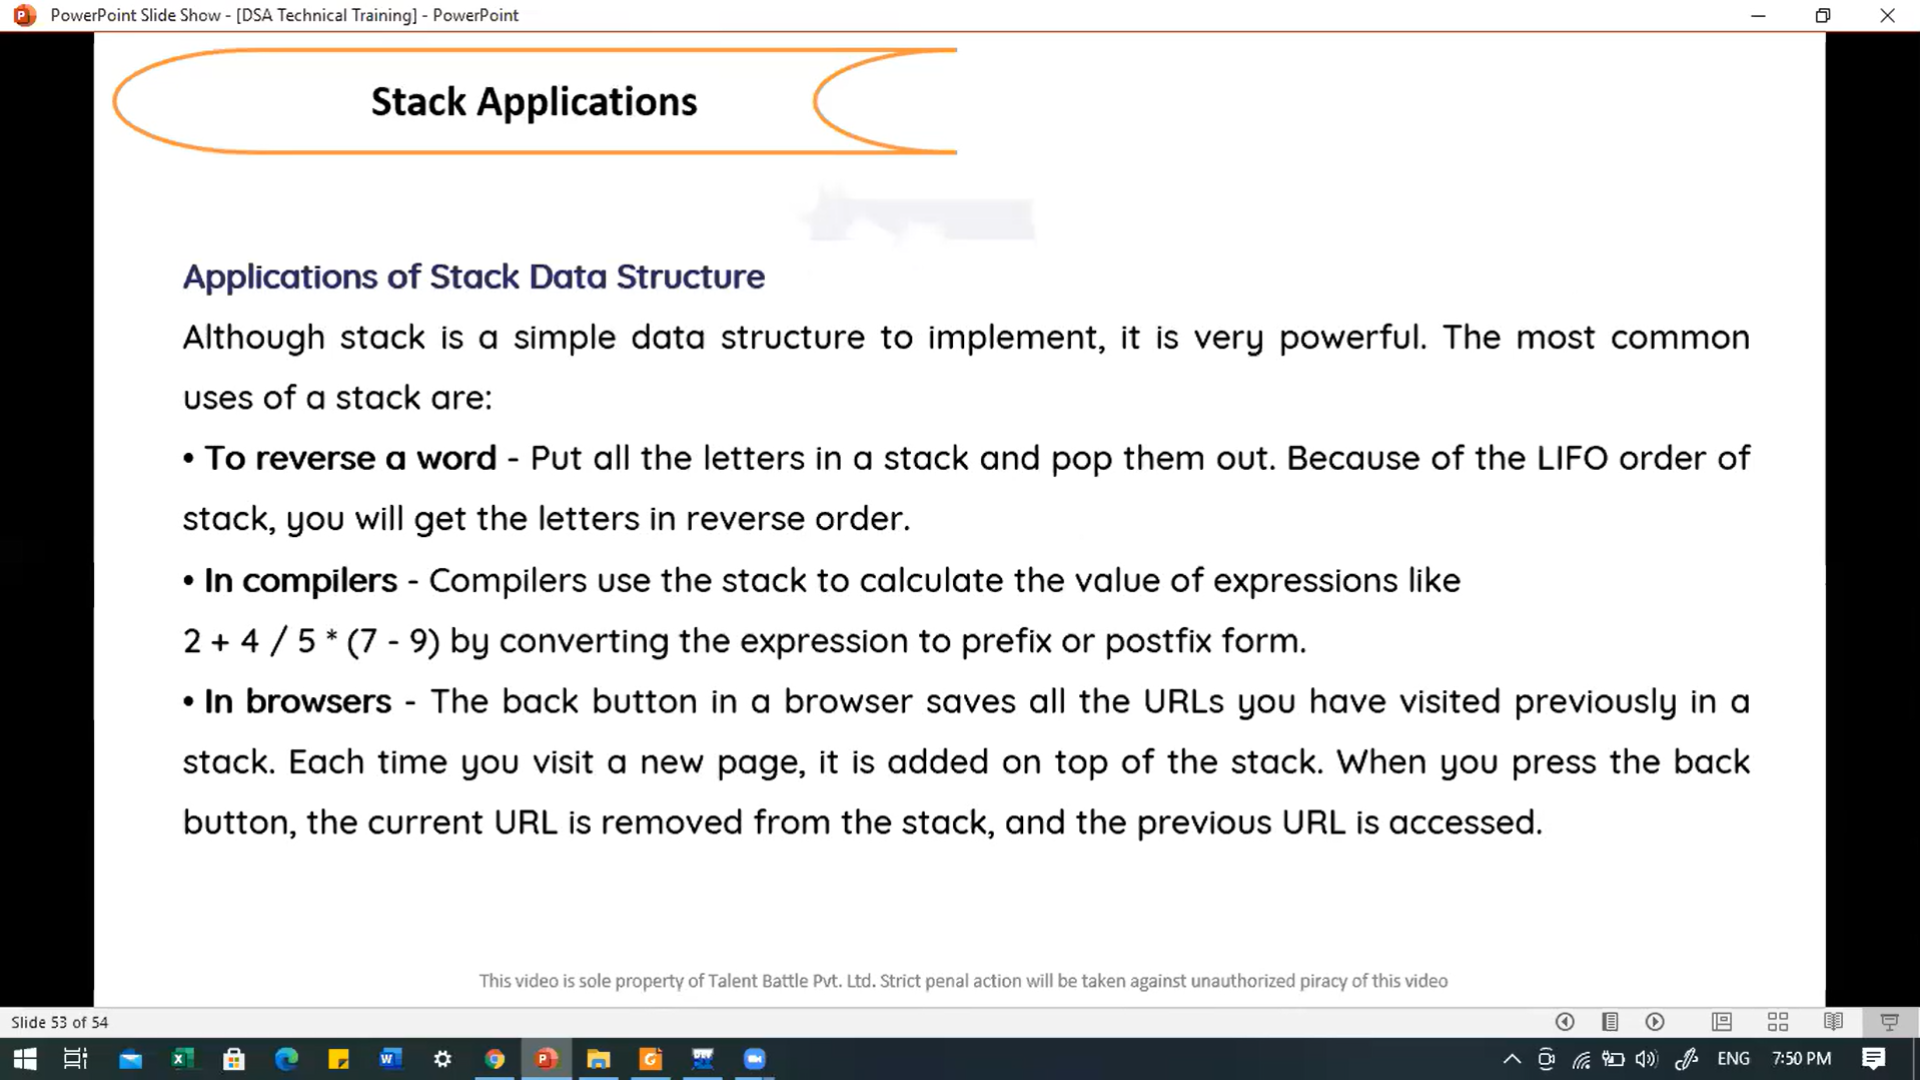 PowerPoint Slide Show - [DSA Technical Training] - PowerPoint
Stack Applications
Applications of Stack Data Structure
Although stack is a simple data structure to implement, it is very powerful. The most common
uses of a stack are:
• To reverse a word - Put all the letters in a stack and pop them out. Because of the LIFO order of
stack, you will get the letters in reverse order.
• In compilers - Compilers use the stack to calculate the value of expressions like
2 + 4 / 5 * (7 - 9) by converting the expression to prefix or postfix form.
• In browsers - The back button in a browser saves all the URLs you have visited previously in a
stack. Each time you visit a new page, it is added on top of the stack. When you press the back
button, the current URL is removed from the stack, and the previous URL is accessed.
This video is sole property of Talent Battle Pvt. Ltd. Strict penal action will be taken against unauthorized piracy of this video
Slide 53 of 54
ENG
7:50 PM